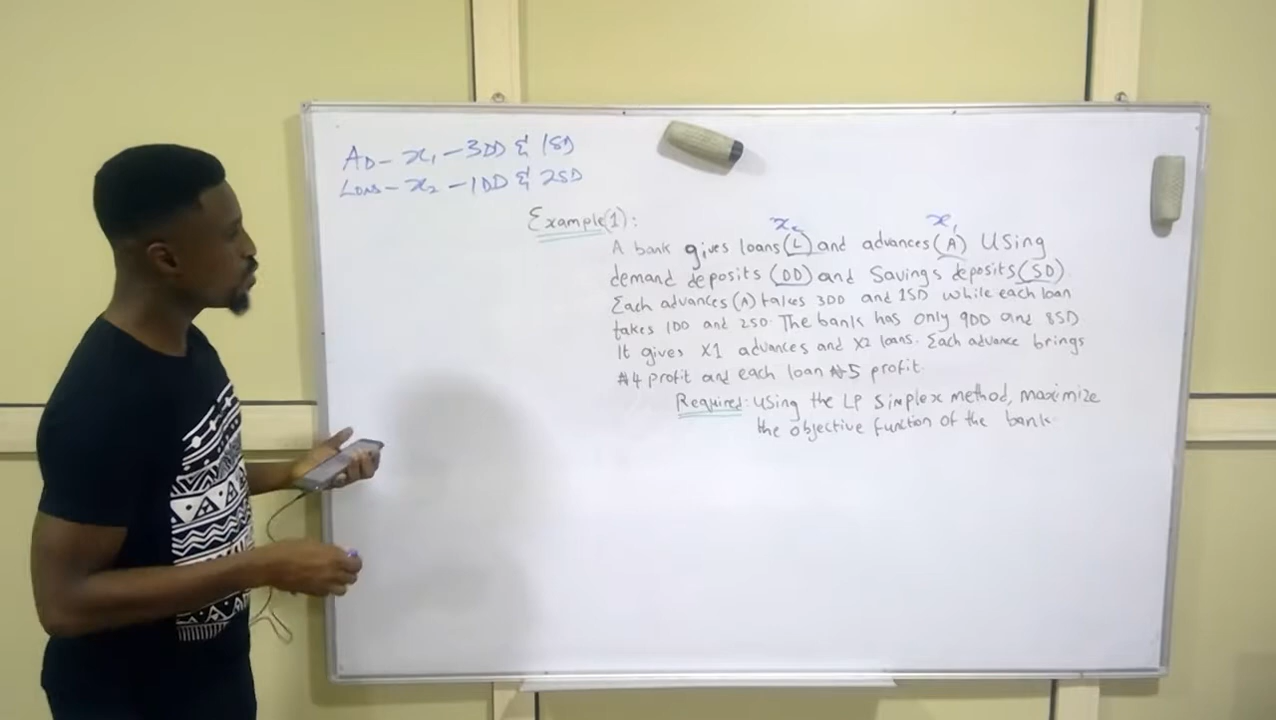 AD - x₁ - 3DD & 1SD
Loan - x₂ - 1DD & 2SD
Example(1):
x₂ x₁
A bank gives loans (L) and advances (A) Using
demand deposits (DD) and Savings deposits (SD)
Each advances (A) takes 3DD and 1SD while each loan
takes 1DD and 2SD. The bank has only 9DD and 8SD
It gives X1 advances and X2 loans. Each advance brings
₦4 profit and each loan ₦5 profit.
Required: Using the LP Simplex method, maximize
the objective function of the bank.